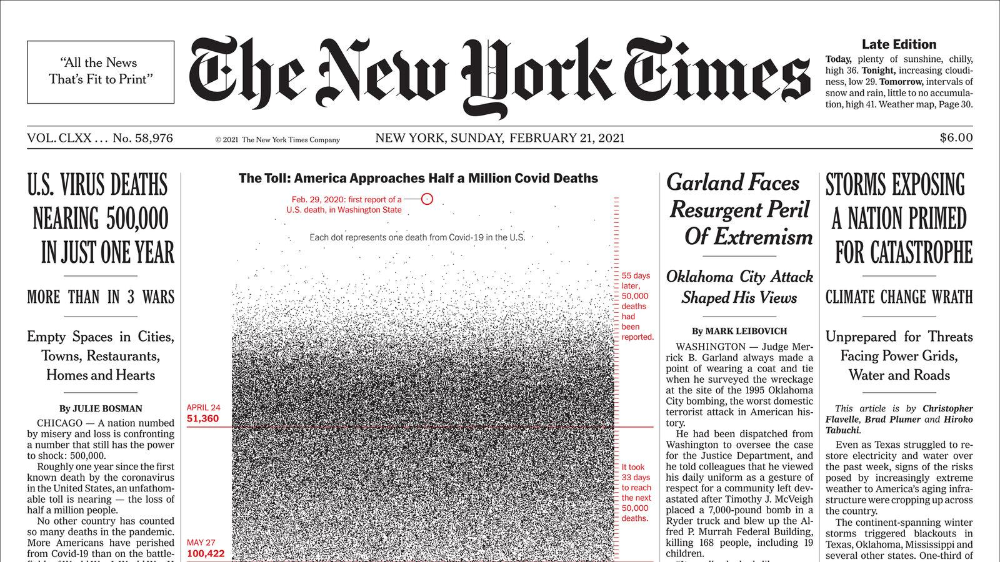 “All the News
That’s Fit to Print”
The New York Times
Late Edition
Today, plenty of sunshine, chilly,
high 36. Tonight, increasing cloudi-
ness, low 29. Tomorrow, intervals of
snow and rain, little to no accumula-
tion, high 41. Weather map, Page 30.
VOL. CLXX . . . No. 58,976
© 2021 The New York Times Company
NEW YORK, SUNDAY, FEBRUARY 21, 2021
$6.00
U.S. VIRUS DEATHS
NEARING 500,000
IN JUST ONE YEAR
MORE THAN IN 3 WARS
Empty Spaces in Cities,
Towns, Restaurants,
Homes and Hearts
By JULIE BOSMAN
CHICAGO — A nation numbed
by misery and loss is confronting
a number that still has the power
to shock: 500,000.
Roughly one year since the first
known death by the coronavirus
in the United States, an unfathom-
able toll is nearing — the loss of
half a million people.
No other country has counted
so many deaths in the pandemic.
More Americans have perished
from Covid-19 than on the battle-
The Toll: America Approaches Half a Million Covid Deaths
Feb. 29, 2020: first report of a
U.S. death, in Washington State
Each dot represents one death from Covid-19 in the U.S.
55 days
later,
50,000
deaths
had
been
reported.
APRIL 24
51,360
It took
33 days
to reach
the next
50,000
deaths.
MAY 27
100,422
Garland Faces
Resurgent Peril
Of Extremism
Oklahoma City Attack
Shaped His Views
By MARK LEIBOVICH
WASHINGTON — Judge Mer-
rick B. Garland always made a
point of wearing a coat and tie
when he surveyed the wreckage
at the site of the 1995 Oklahoma
City bombing, the worst domestic
terrorist attack in American his-
tory.
He had been dispatched from
Washington to oversee the case
for the Justice Department, and
he told colleagues that he viewed
his daily uniform as a gesture of
respect for a community left dev-
astated after Timothy J. McVeigh
placed a 7,000-pound bomb in a
Ryder truck and blew up the Al-
fred P. Murrah Federal Building,
killing 168 people, including 19
children.
STORMS EXPOSING
A NATION PRIMED
FOR CATASTROPHE
CLIMATE CHANGE WRATH
Unprepared for Threats
Facing Power Grids,
Water and Roads
This article is by Christopher
Flavelle, Brad Plumer and Hiroko
Tabuchi.
Even as Texas struggled to re-
store electricity and water over
the past week, signs of the risks
posed by increasingly extreme
weather to America’s aging infra-
structure were cropping up across
the country.
The continent-spanning winter
storms triggered blackouts in
Texas, Oklahoma, Mississippi and
several other states. One-third of